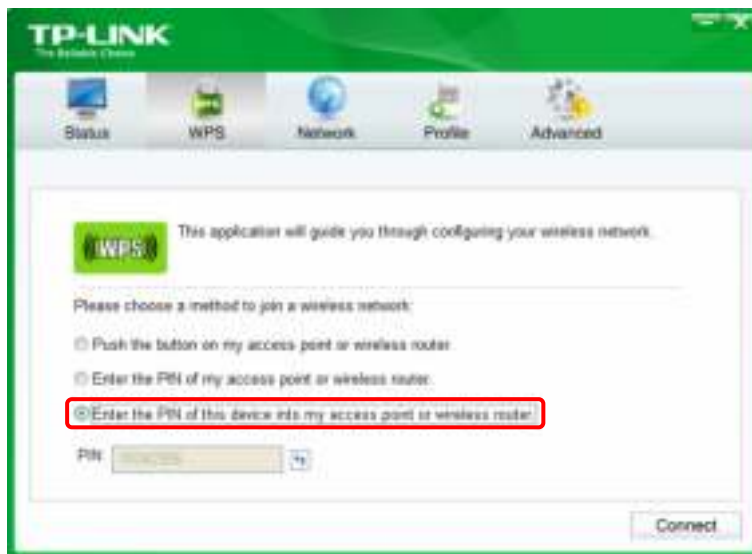 TP-LINK
The Reliable Choice
Status WPS Network Profile Advanced
WPS
This application will guide you through configuring your wireless network.
Please choose a method to join a wireless network:
Push the button on my access point or wireless router.
Enter the PIN of my access point or wireless router.
Enter the PIN of this device into my access point or wireless router.
PIN:
Connect